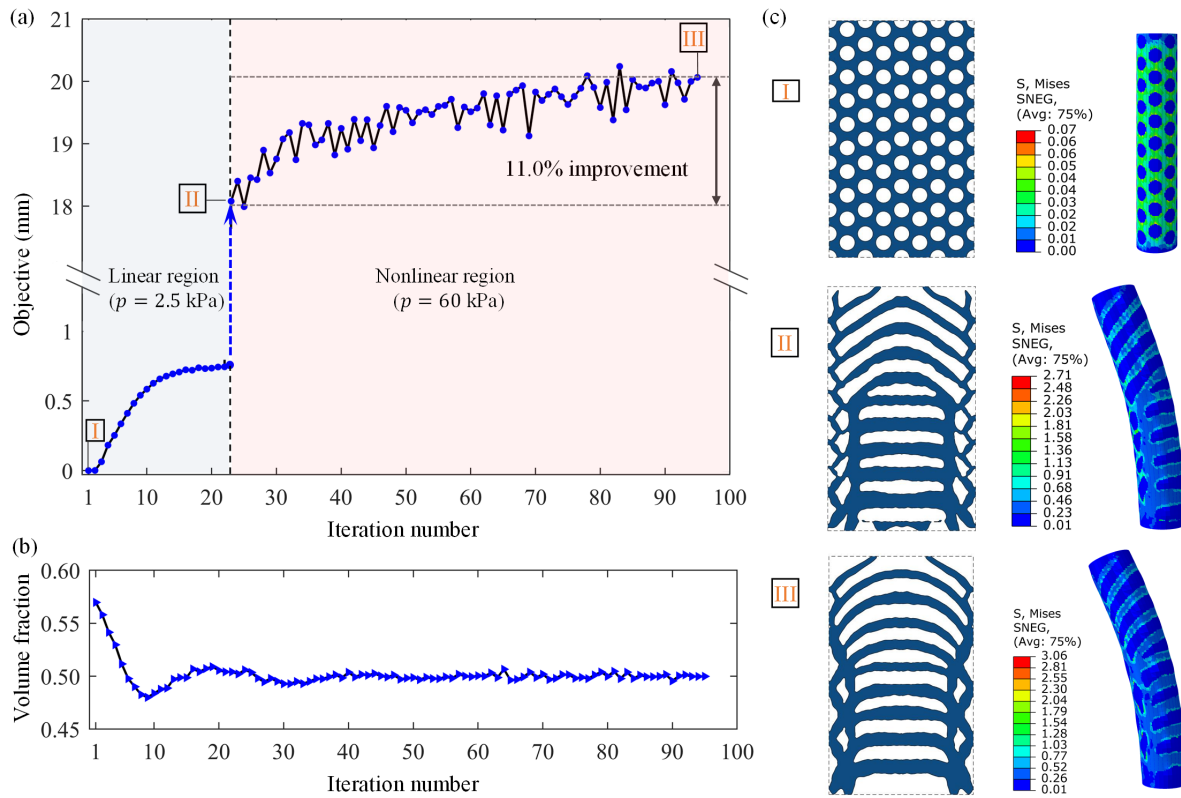 (a)
Objective (mm)
21
20
19
18
1
0.5
0
I
II
III
11.0% improvement
Linear region
(p = 2.5 kPa)
Nonlinear region
(p = 60 kPa)
1 10 20 30 40 50 60 70 80 90 100
Iteration number
(b)
Volume fraction
0.60
0.55
0.50
0.45
1 10 20 30 40 50 60 70 80 90 100
Iteration number
(c)
I
S, Mises
SNEG,
(Avg: 75%)
0.07
0.06
0.06
0.05
0.04
0.04
0.03
0.02
0.02
0.01
0.00
II
S, Mises
SNEG,
(Avg: 75%)
2.71
2.48
2.26
2.03
1.81
1.58
1.36
1.13
0.91
0.68
0.46
0.23
0.01
III
S, Mises
SNEG,
(Avg: 75%)
3.06
2.81
2.55
2.30
2.04
1.79
1.54
1.28
1.03
0.77
0.52
0.26
0.01